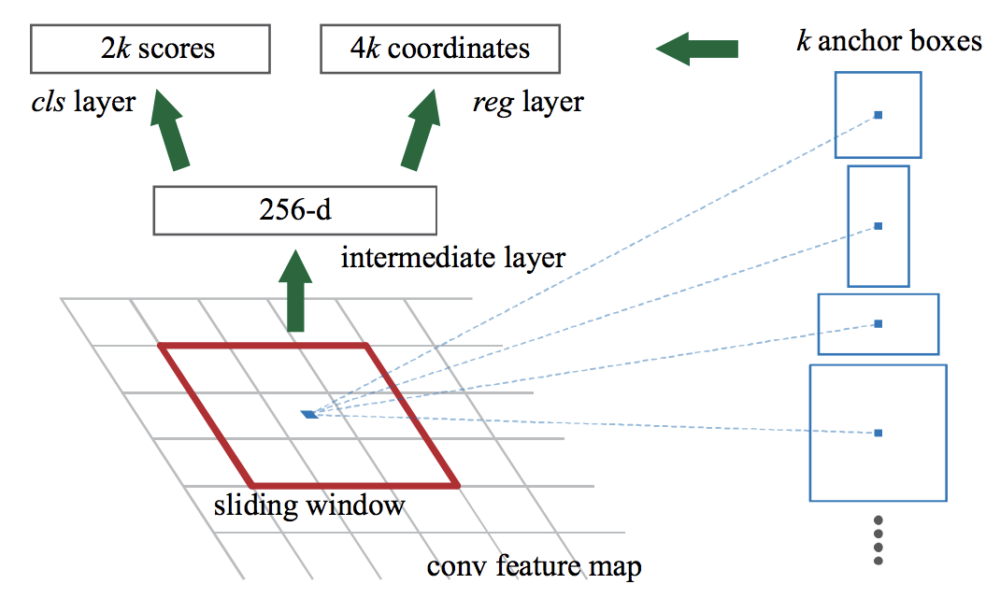 2k scores
4k coordinates
k anchor boxes
cls layer
reg layer
256-d
intermediate layer
sliding window
conv feature map